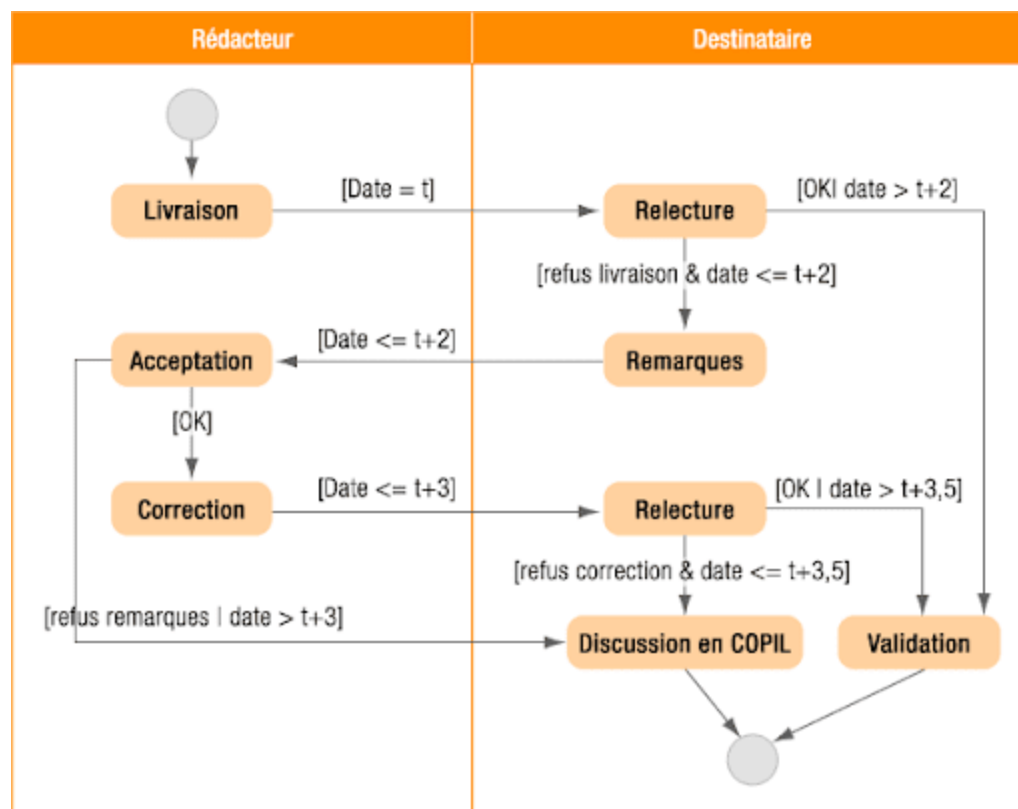 Rédacteur
Destinataire
Livraison
[Date = t]
Relecture
[OK| date > t+2]
[refus livraison & date <= t+2]
Acceptation
[Date <= t+2]
Remarques
[OK]
Correction
[Date <= t+3]
Relecture
[OK | date > t+3,5]
[refus correction & date <= t+3,5]
[refus remarques | date > t+3]
Discussion en COPIL
Validation